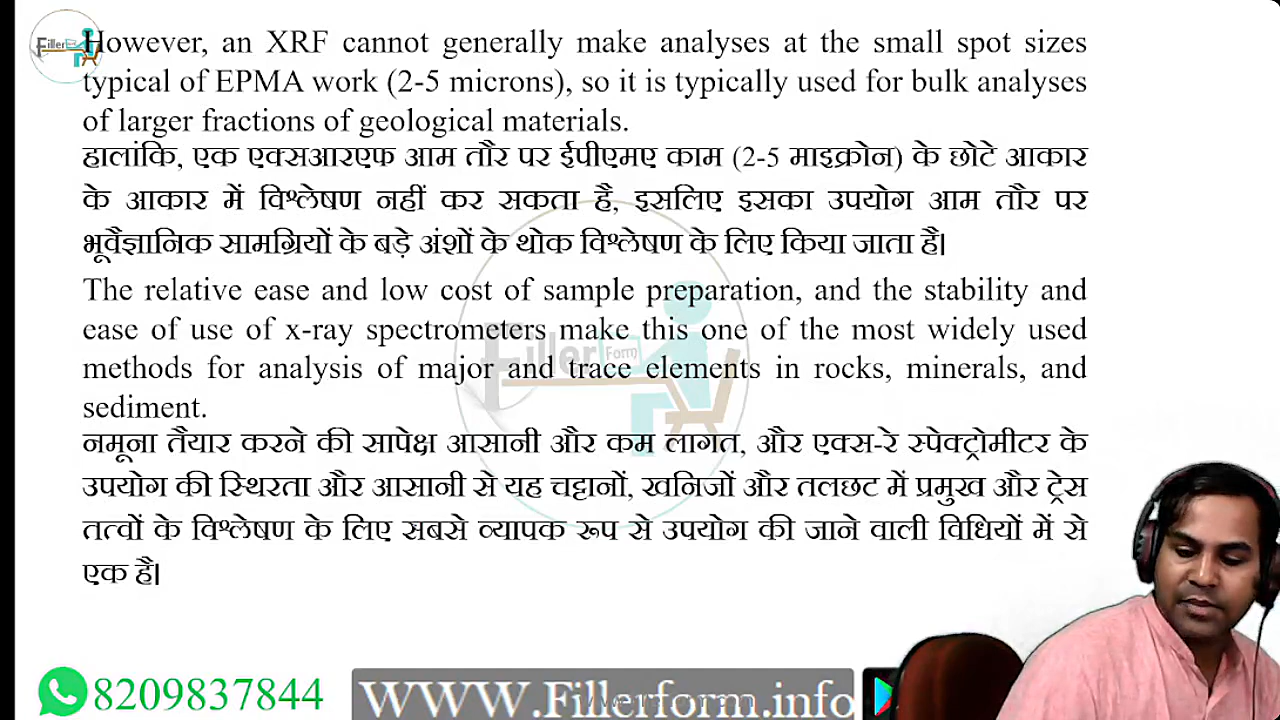 However, an XRF cannot generally make analyses at the small spot sizes
typical of EPMA work (2-5 microns), so it is typically used for bulk analyses
of larger fractions of geological materials.
हालांकि, एक एक्सआरएफ आम तौर पर ईपीएमए काम (2-5 माइक्रोन) के छोटे आकार
के आकार में विश्लेषण नहीं कर सकता है, इसलिए इसका उपयोग आम तौर पर
भूवैज्ञानिक सामग्रियों के बड़े अंशों के थोक विश्लेषण के लिए किया जाता है।
The relative ease and low cost of sample preparation, and the stability and
ease of use of x-ray spectrometers make this one of the most widely used
methods for analysis of major and trace elements in rocks, minerals, and
sediment.
नमूना तैयार करने की सापेक्ष आसानी और कम लागत, और एक्स-रे स्पेक्ट्रोमीटर के
उपयोग की स्थिरता और आसानी से यह चट्टानों, खनिजों और तलछट में प्रमुख और ट्रेस
तत्वों के विश्लेषण के लिए सबसे व्यापक रूप से उपयोग की जाने वाली विधियों में से
एक है।
Filler Form
8209837844
WWW.Fillerform.info